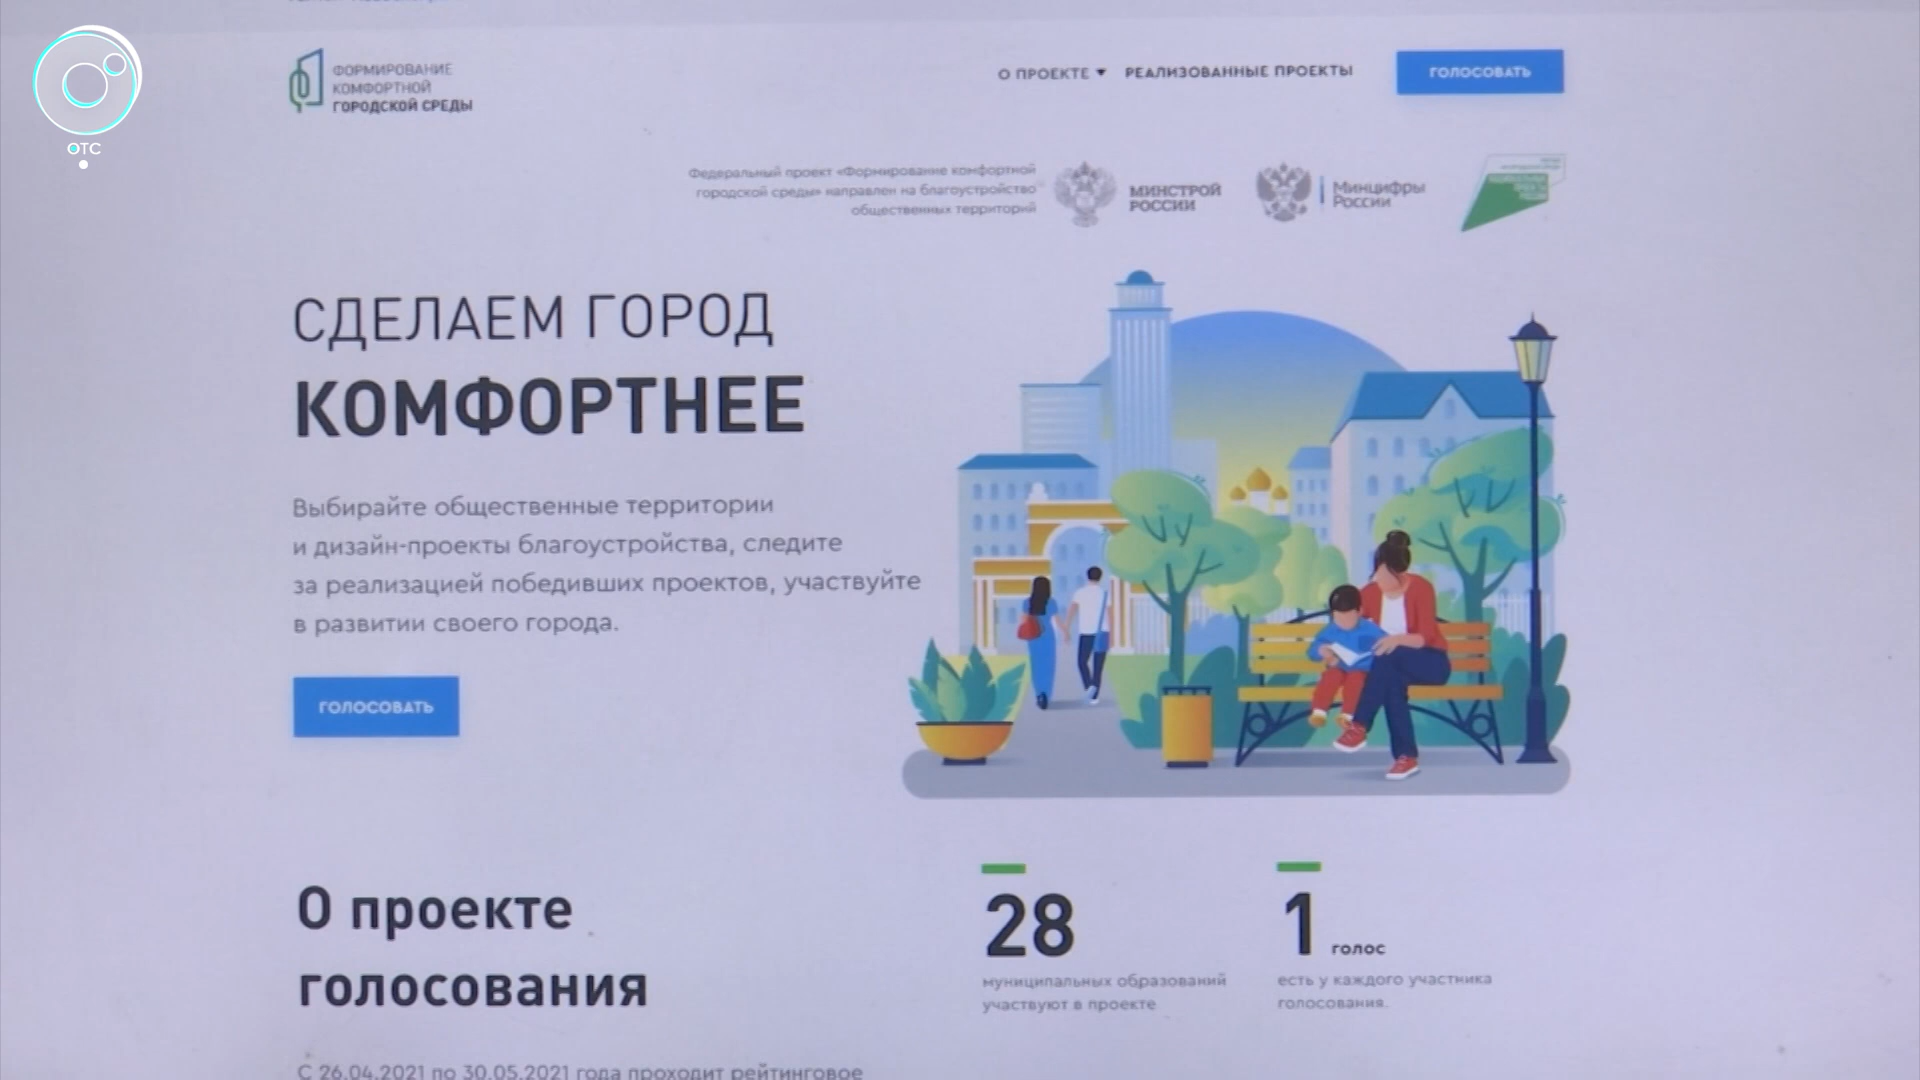 ОТС
ФОРМИРОВАНИЕ
КОМФОРТНОЙ
ГОРОДСКОЙ СРЕДЫ
О ПРОЕКТЕ
РЕАЛИЗОВАННЫЕ ПРОЕКТЫ
ГОЛОСОВАТЬ
Федеральный проект «Формирование комфортной
городской среды» направлен на благоустройство
общественных территорий
МИНСТРОЙ
РОССИИ
Минцифры
России
СДЕЛАЕМ ГОРОД
КОМФОРТНЕЕ
Выбирайте общественные территории
и дизайн-проекты благоустройства, следите
за реализацией победивших проектов, участвуйте
в развитии своего города.
ГОЛОСОВАТЬ
О проекте
голосования
28
муниципальных образований
участвуют в проекте
1 голос
есть у каждого участника
голосования.
С 26.04.2021 по 30.05.2021 года проходит рейтинговое